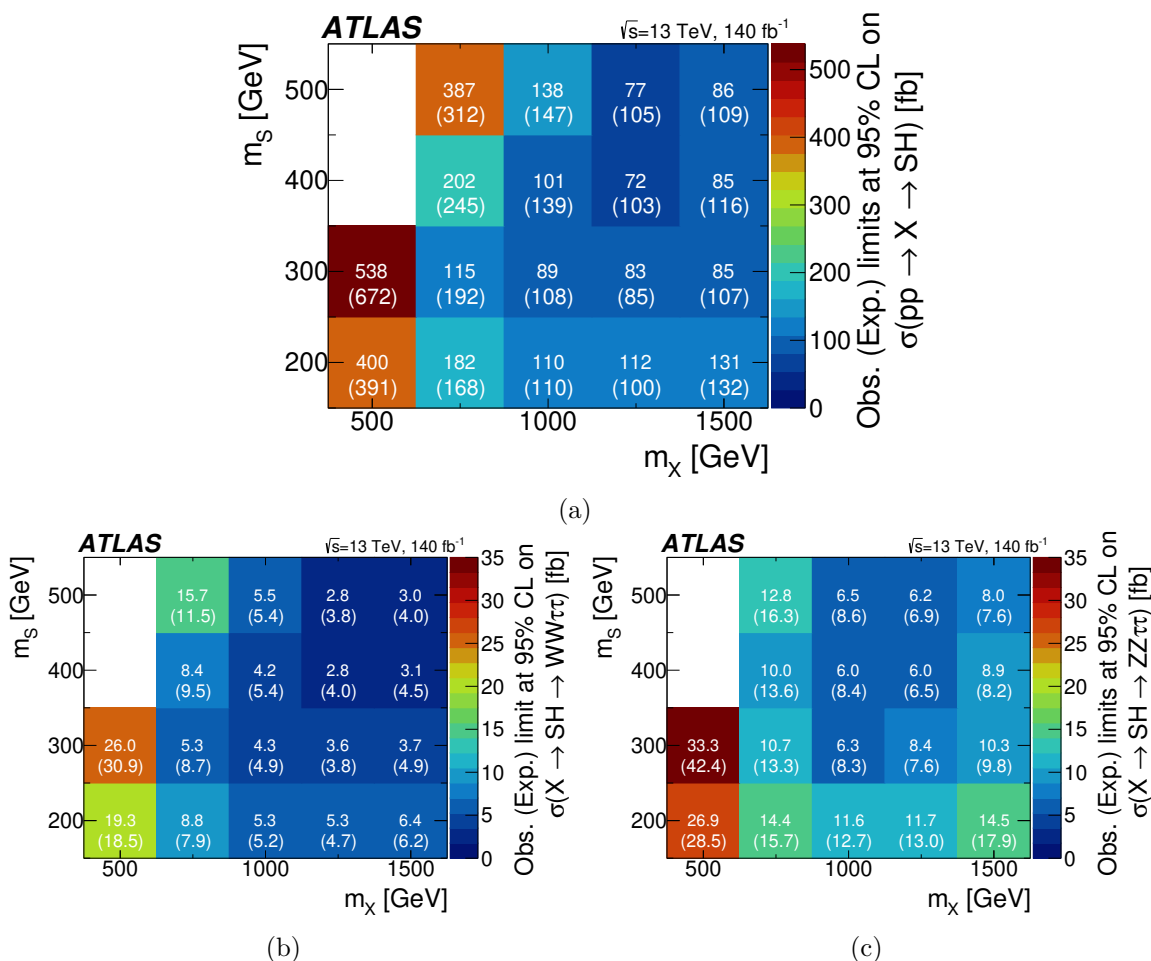 ATLAS
√s=13 TeV, 140 fb-1
m_S [GeV]
500
400
300
200
387 138 77 86
(312) (147) (105) (109)
202 101 72 85
(245) (139) (103) (116)
538 115 89 83 85
(672) (192) (108) (85) (107)
400 182 110 112 131
(391) (168) (110) (100) (132)
500 1000 1500
m_X [GeV]
500
400
300
200
100
0
Obs. (Exp.) limits at 95% CL on
σ(pp → X → SH) [fb]
(a)
ATLAS
√s=13 TeV, 140 fb-1
m_S [GeV]
500
400
300
200
15.7 5.5 2.8 3.0
(11.5) (5.4) (3.8) (4.0)
8.4 4.2 2.8 3.1
(9.5) (5.4) (4.0) (4.5)
26.0 5.3 4.3 3.6 3.7
(30.9) (8.7) (4.9) (3.8) (4.9)
19.3 8.8 5.3 5.3 6.4
(18.5) (7.9) (5.2) (4.7) (6.2)
500 1000 1500
m_X [GeV]
35
30
25
20
15
10
5
0
Obs. (Exp.) limit at 95% CL on
σ(X → SH → WWττ) [fb]
(b)
ATLAS
√s=13 TeV, 140 fb-1
m_S [GeV]
500
400
300
200
12.8 6.5 6.2 8.0
(16.3) (8.6) (6.9) (7.6)
10.0 6.0 6.0 8.9
(13.6) (8.4) (6.5) (8.2)
33.3 10.7 6.3 8.4 10.3
(42.4) (13.3) (8.3) (7.6) (9.8)
26.9 14.4 11.6 11.7 14.5
(28.5) (15.7) (12.7) (13.0) (17.9)
500 1000 1500
m_X [GeV]
35
30
25
20
15
10
5
0
Obs. (Exp.) limit at 95% CL on
σ(X → SH → ZZττ) [fb]
(c)